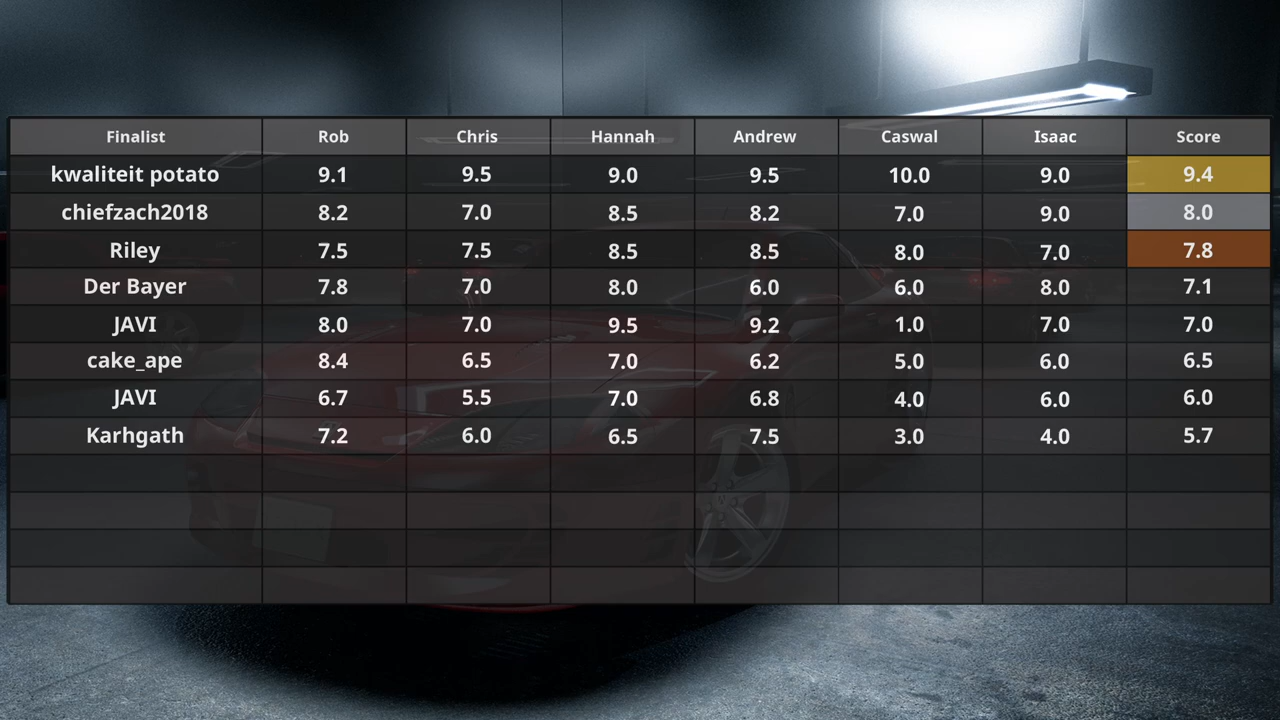 Finalist Rob Chris Hannah Andrew Caswal Isaac Score
kwaliteit potato 9.1 9.5 9.0 9.5 10.0 9.0 9.4
chiefzach2018 8.2 7.0 8.5 8.2 7.0 9.0 8.0
Riley 7.5 7.5 8.5 8.5 8.0 7.0 7.8
Der Bayer 7.8 7.0 8.0 6.0 6.0 8.0 7.1
JAVI 8.0 7.0 9.5 9.2 1.0 7.0 7.0
cake_ape 8.4 6.5 7.0 6.2 5.0 6.0 6.5
JAVI 6.7 5.5 7.0 6.8 4.0 6.0 6.0
Karhgath 7.2 6.0 6.5 7.5 3.0 4.0 5.7